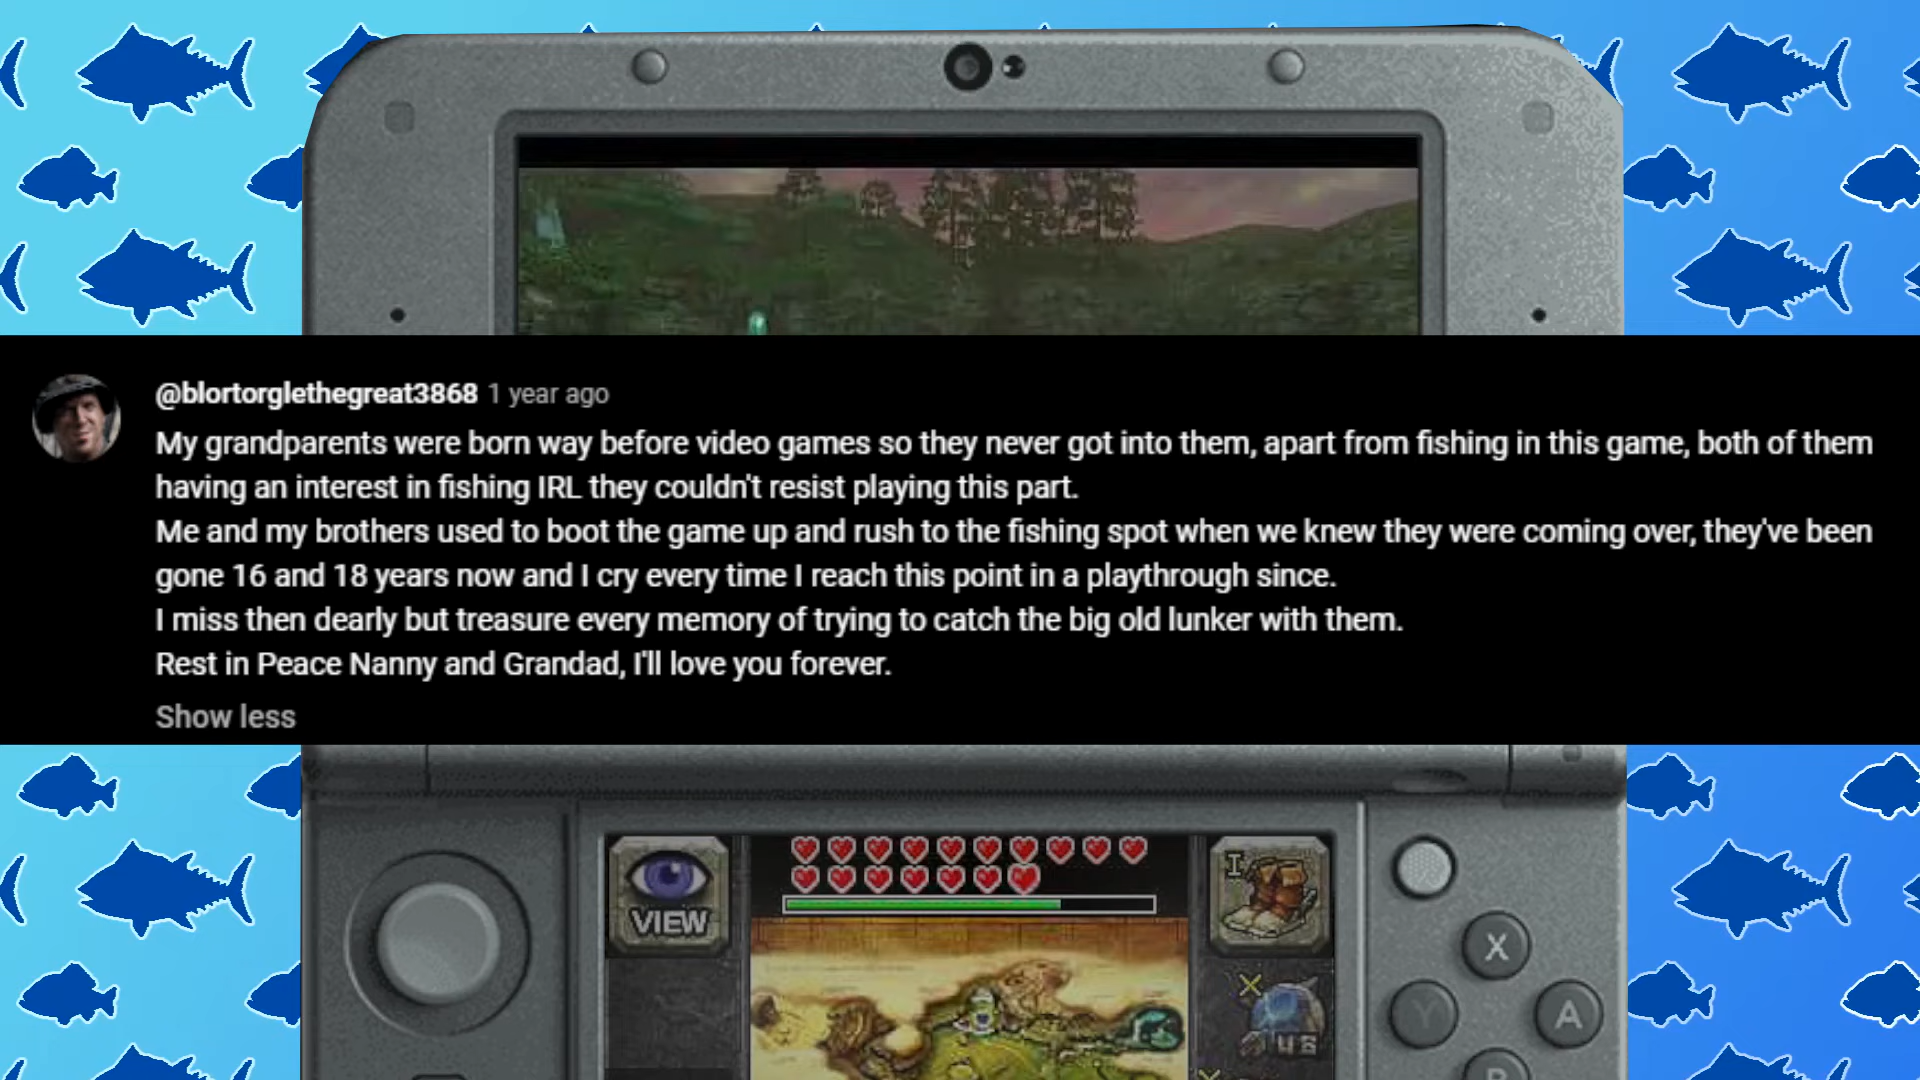 @blortorglethegreat3868 1 year ago
My grandparents were born way before video games so they never got into them, apart from fishing in this game, both of them
having an interest in fishing IRL they couldn't resist playing this part.
Me and my brothers used to boot the game up and rush to the fishing spot when we knew they were coming over, they've been
gone 16 and 18 years now and I cry every time I reach this point in a playthrough since.
I miss then dearly but treasure every memory of trying to catch the big old lunker with them.
Rest in Peace Nanny and Grandad, I'll love you forever.
Show less
VIEW
I
X
Y
A